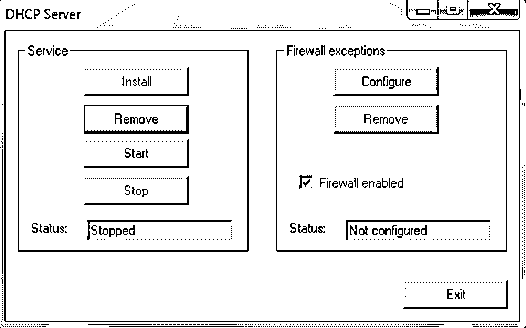 DHCP Server
Service
Install
Remove
Start
Stop
Status: Stopped
Firewall exceptions
Configure
Remove
Firewall enabled
Status: Not configured
Exit